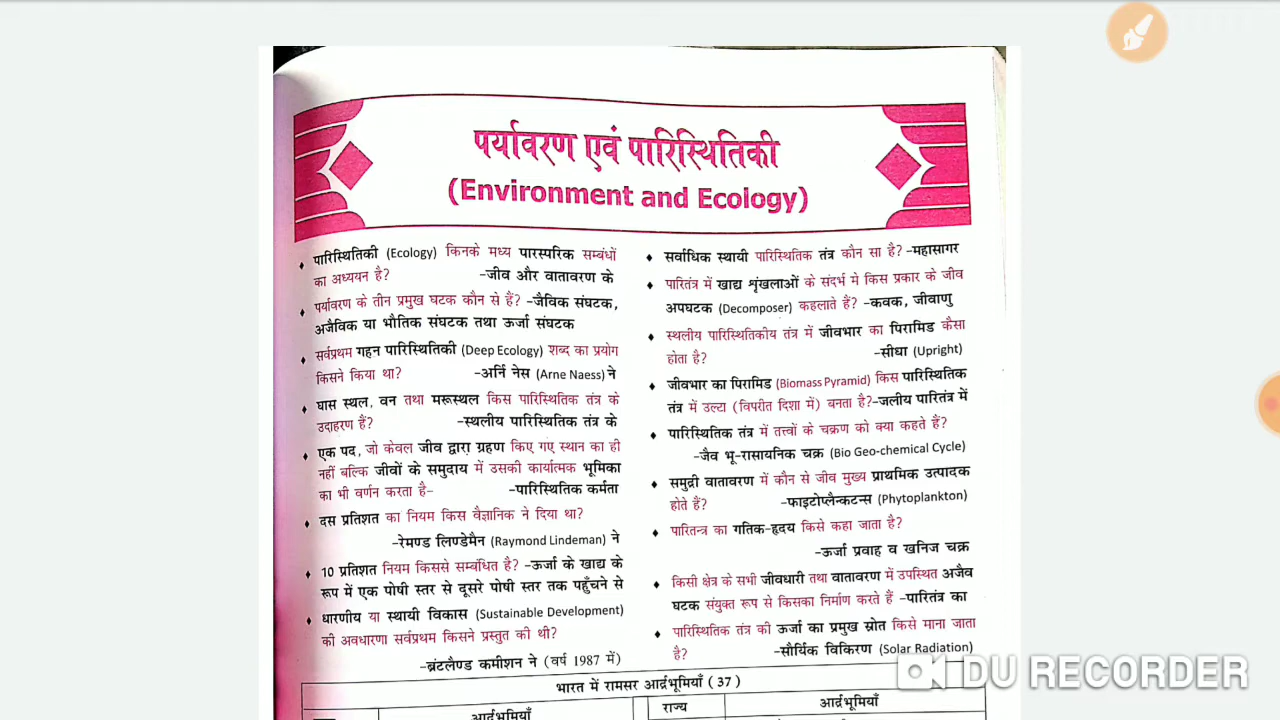 पर्यावरण एवं पारिस्थितिकी
(Environment and Ecology)
♦ पारिस्थितिकी (Ecology) किनके मध्य पारस्परिक सम्बंधों
का अध्ययन है? -जीव और वातावरण के
♦ पर्यावरण के तीन प्रमुख घटक कौन से हैं? -जैविक संघटक,
अजैविक या भौतिक संघटक तथा ऊर्जा संघटक
♦ सर्वप्रथम गहन पारिस्थितिकी (Deep Ecology) शब्द का प्रयोग
किसने किया था? -अर्नि नेस (Arne Naess) ने
♦ घास स्थल, वन तथा मरूस्थल किस पारिस्थितिक तंत्र के
उदाहरण हैं? -स्थलीय पारिस्थितिक तंत्र के
♦ एक पद, जो केवल जीव द्वारा ग्रहण किए गए स्थान का ही
नहीं बल्कि जीवों के समुदाय में उसकी कार्यात्मक भूमिका
का भी वर्णन करता है- -पारिस्थितिक कर्मता
♦ दस प्रतिशत का नियम किस वैज्ञानिक ने दिया था?
-रेमण्ड लिण्डेमैन (Raymond Lindeman) ने
♦ 10 प्रतिशत नियम किससे सम्बंधित है? -ऊर्जा के खाद्य के
रूप में एक पोषी स्तर से दूसरे पोषी स्तर तक पहुँचने से
♦ धारणीय या स्थायी विकास (Sustainable Development)
की अवधारणा सर्वप्रथम किसने प्रस्तुत की थी?
-ब्रंटलैण्ड कमीशन ने (वर्ष 1987 में)
♦ सर्वाधिक स्थायी पारिस्थितिक तंत्र कौन सा है? -महासागर
♦ पारितंत्र में खाद्य शृंखलाओं के संदर्भ मे किस प्रकार के जीव
अपघटक (Decomposer) कहलाते हैं? -कवक, जीवाणु
♦ स्थलीय पारिस्थितिकीय तंत्र में जीवभार का पिरामिड कैसा
होता है? -सीधा (Upright)
♦ जीवभार का पिरामिड (Biomass Pyramid) किस पारिस्थितिक
तंत्र में उल्टा (विपरीत दिशा में) बनता है?-जलीय पारितंत्र में
♦ पारिस्थितिक तंत्र में तत्त्वों के चक्रण को क्या कहते हैं?
-जैव भू-रासायनिक चक्र (Bio Geo-chemical Cycle)
♦ समुद्री वातावरण में कौन से जीव मुख्य प्राथमिक उत्पादक
होते हैं? -फाइटोप्लैन्कटन्स (Phytoplankton)
♦ पारितन्त्र का गतिक-हृदय किसे कहा जाता है?
-ऊर्जा प्रवाह व खनिज चक्र
♦ किसी क्षेत्र के सभी जीवधारी तथा वातावरण में उपस्थित अजैव
घटक संयुक्त रूप से किसका निर्माण करते हैं -पारितंत्र का
♦ पारिस्थितिक तंत्र की ऊर्जा का प्रमुख स्रोत किसे माना जाता
है? -सौर्यिक विकिरण (Solar Radiation)
भारत में रामसर आर्द्रभूमियाँ (37)
आर्द्रभूमियाँ राज्य आर्द्रभूमियाँ
DU RECORDER